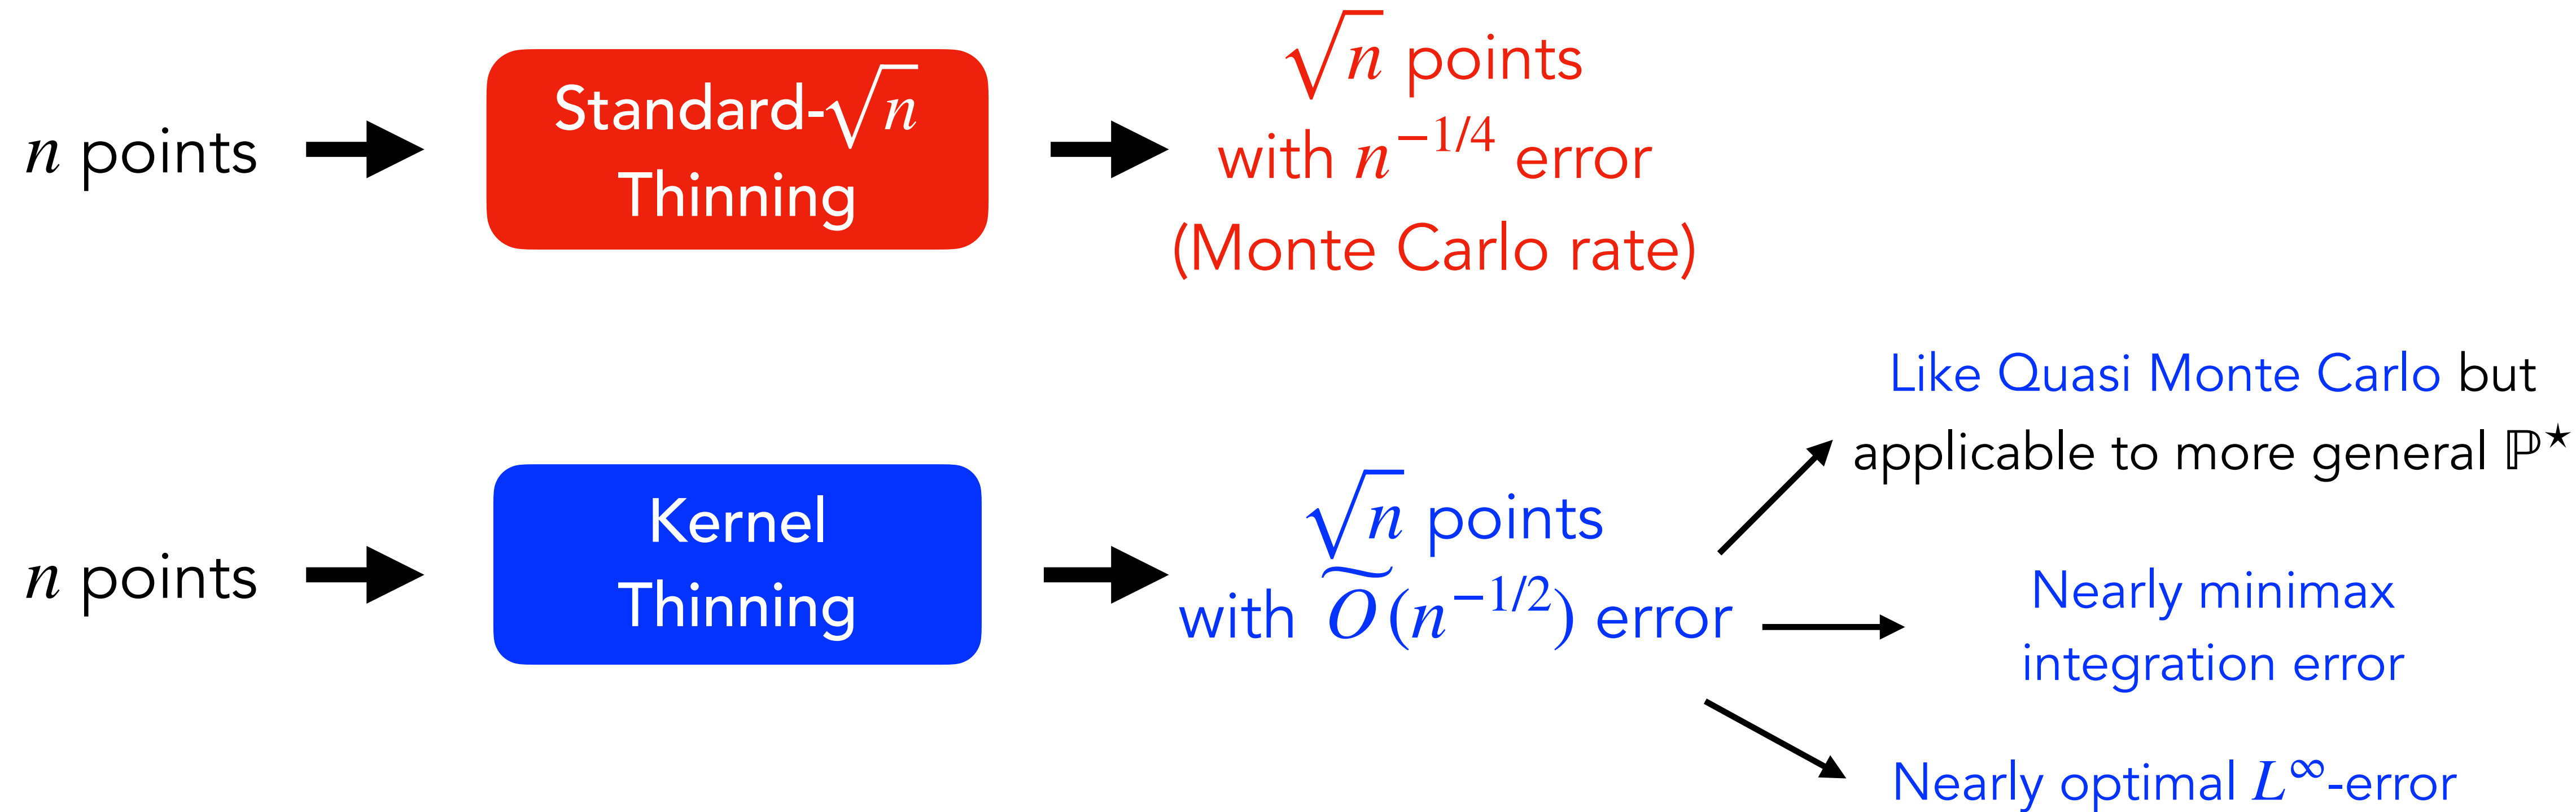 n points
Standard-√n
Thinning
√n points
with n^{−1/4} error
(Monte Carlo rate)
n points
Kernel
Thinning
√n points
with Õ(n^{−1/2}) error
Like Quasi Monte Carlo but
applicable to more general ℙ^★
Nearly minimax
integration error
Nearly optimal L^∞-error